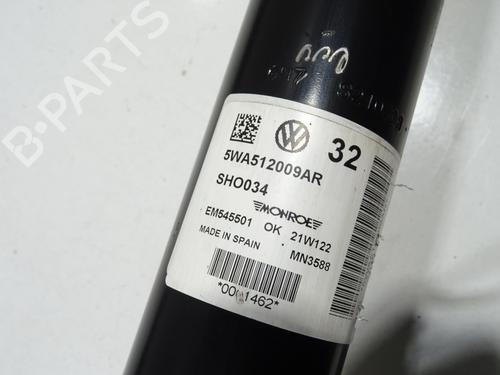 B-PARTS
32
5WA512009AR
SHO034
MONROE
EM545501 OK 21W122
MADE IN SPAIN MN3588